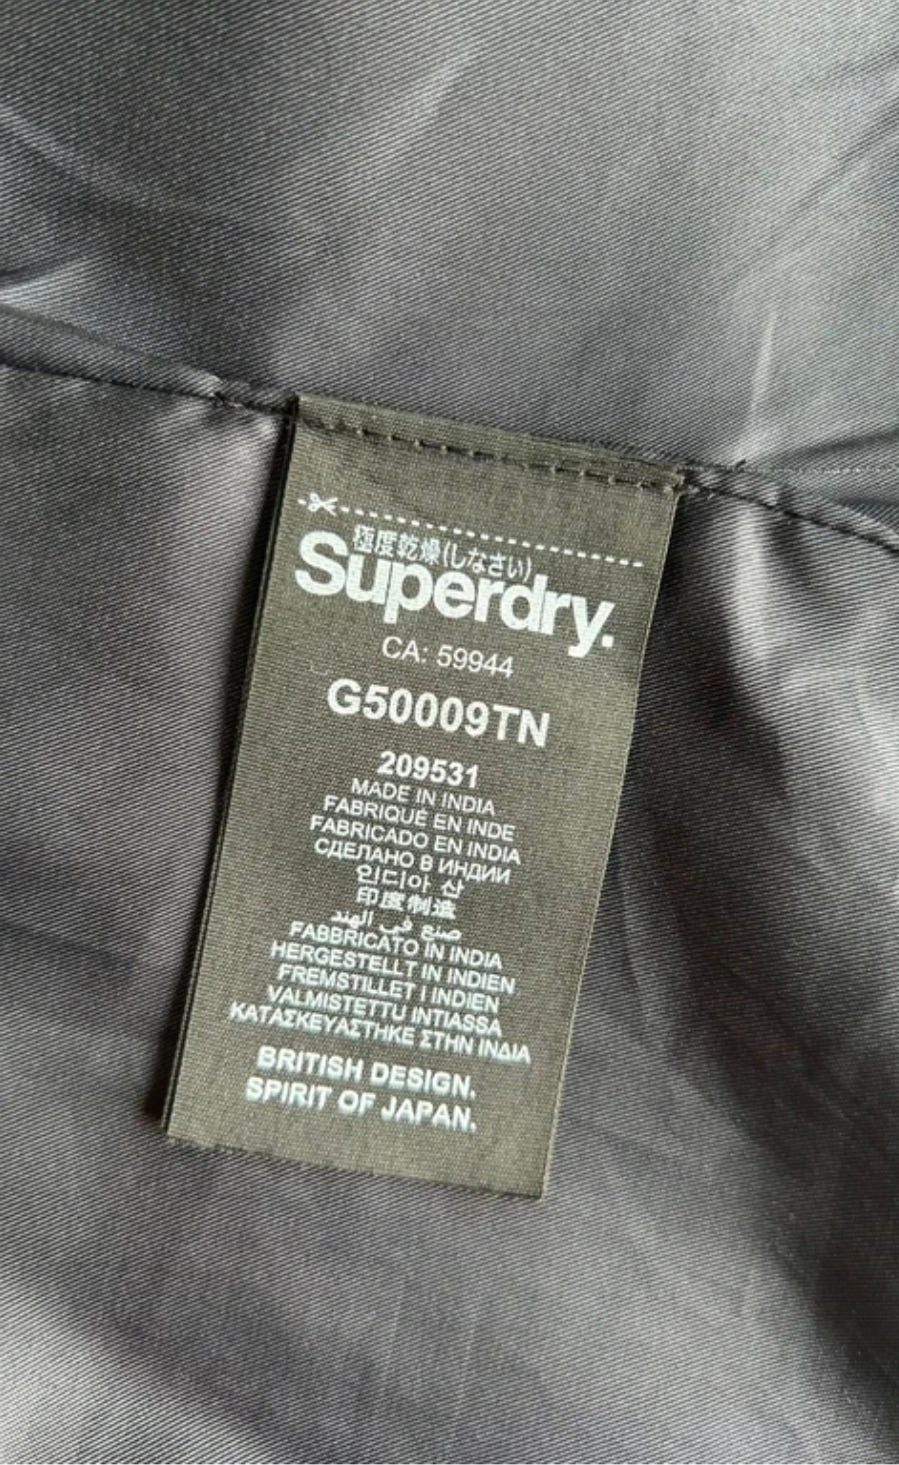 極度乾燥(しなさい)
Superdry.
CA: 59944
G50009TN
209531
MADE IN INDIA
FABRIQUÉ EN INDE
FABRICADO EN INDIA
СДЕЛАНО В ИНДИИ
인디아 산
印度制造
صنع في الهند
FABBRICATO IN INDIA
HERGESTELLT IN INDIEN
FREMSTILLET I INDIEN
VALMISTETTU INTIASSA
ΚΑΤΑΣΚΕΥΑΣΤΗΚΕ ΣΤΗΝ ΙΝΔΙΑ
BRITISH DESIGN.
SPIRIT OF JAPAN.